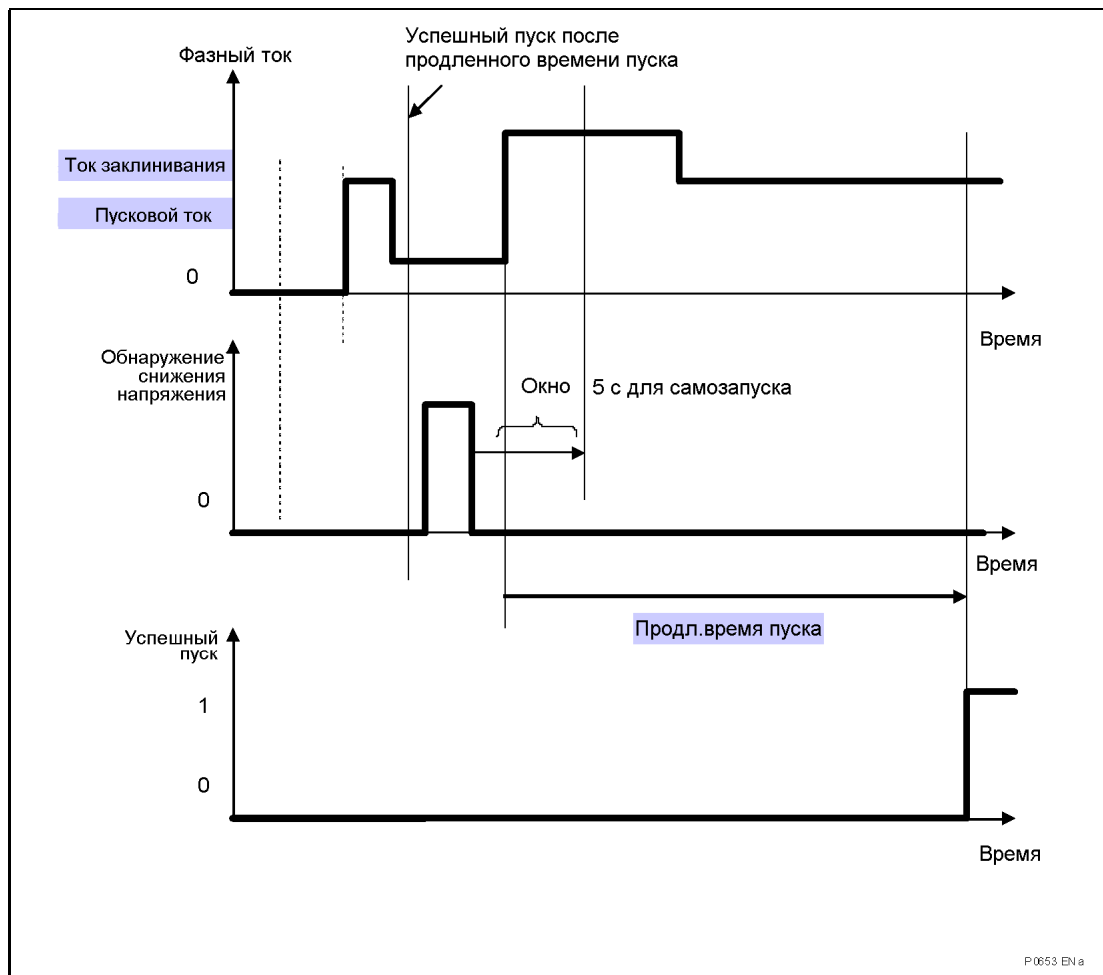 Успешный пуск после
продленного времени пуска
Фазный ток
Ток заклинивания
Пусковой ток
0
Время
Обнаружение
снижения
напряжения
Окно
5 с для самозапуска
0
Время
Продл.время пуска
Успешный
пуск
1
0
Время
P0653 ENa